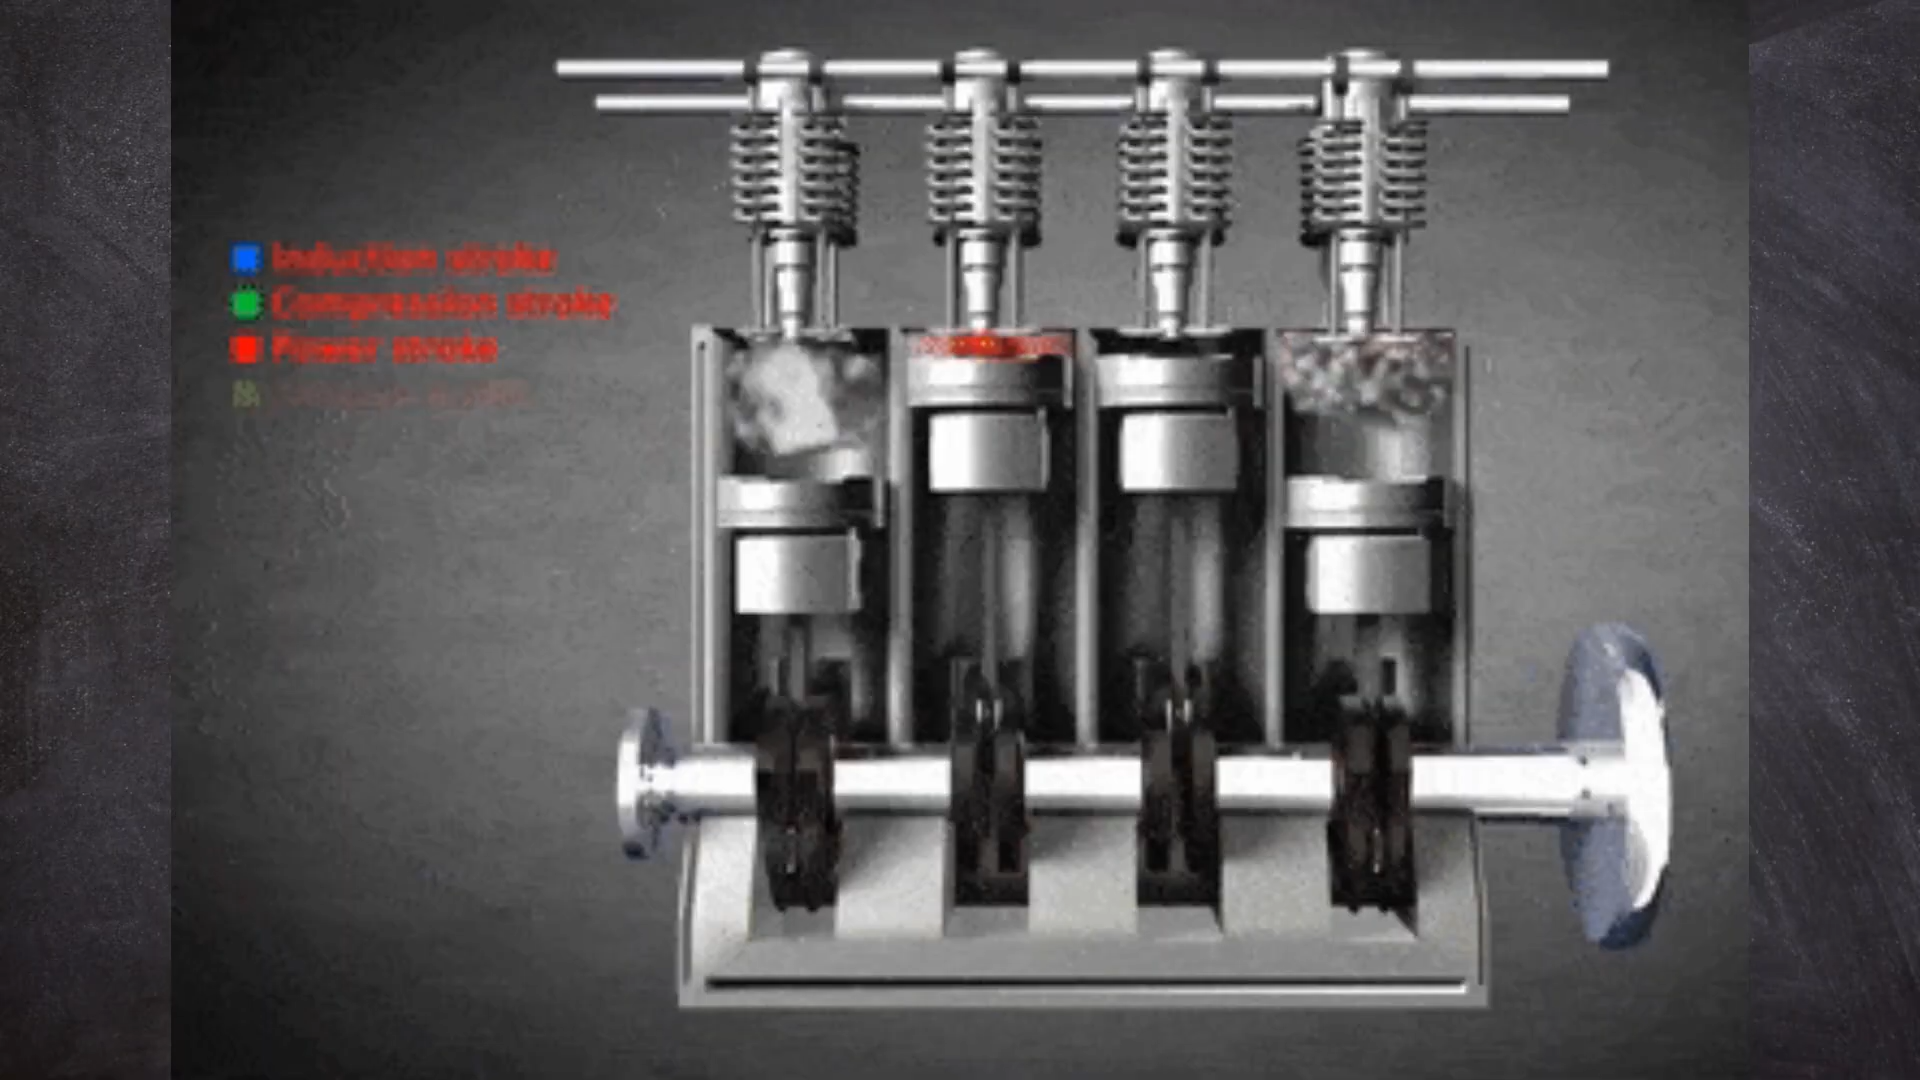 Induction stroke
Compression stroke
Power stroke